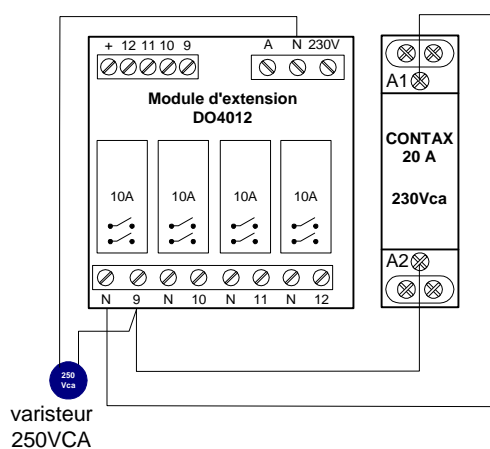 + 12 11 10 9
A N 230V
Module d'extension
DO4012
10A 10A 10A 10A
N 9 N 10 N 11 N 12
A1
CONTAX
20 A
230Vca
A2
250
Vca
varisteur
250VCA